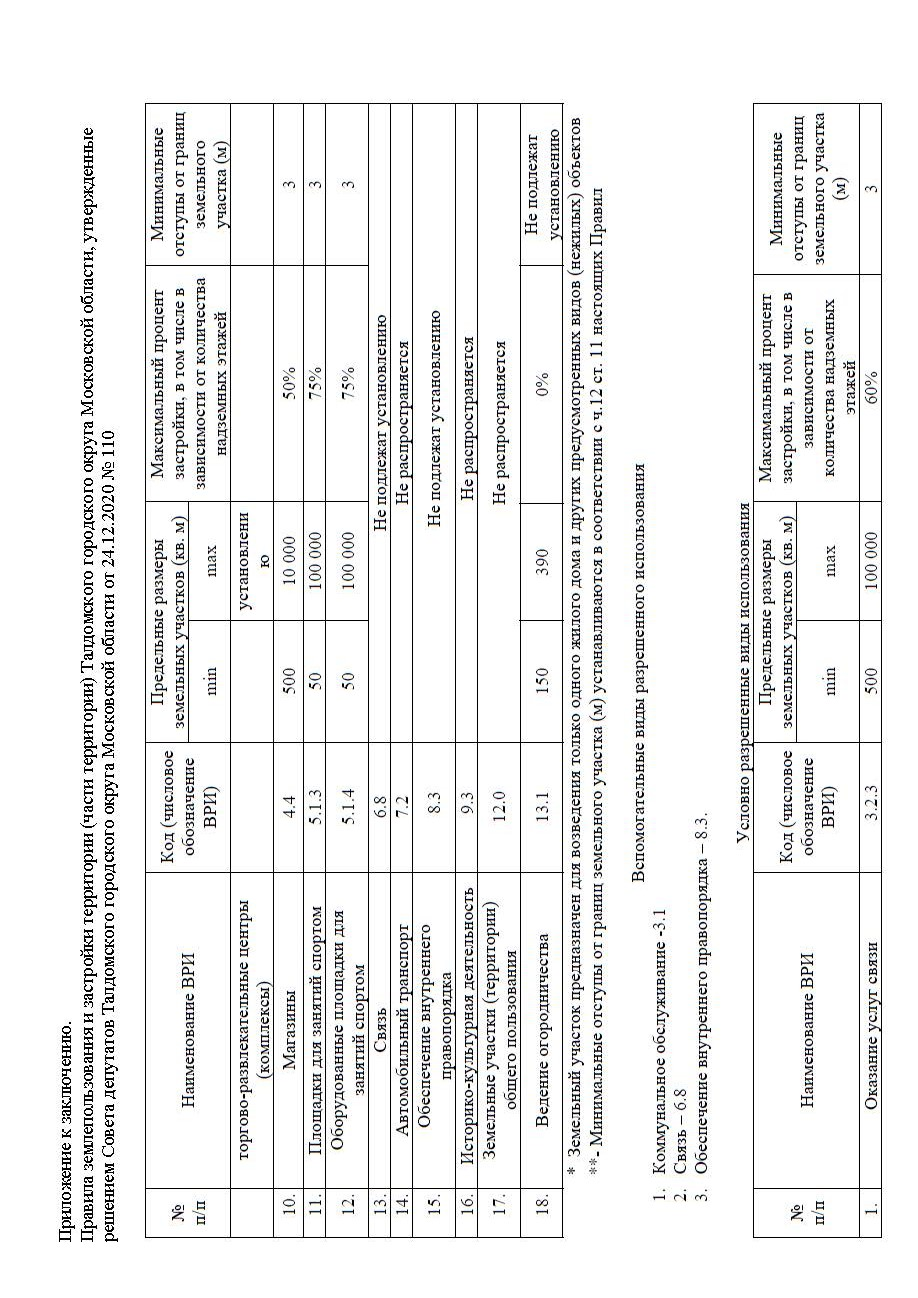 Приложение к заключению.
Правила землепользования и застройки территории (части территории) Талдомского городского округа Московской области, утвержденные
решением Совета депутатов Талдомского городского округа Московской области от 24.12.2020 № 110
№ п/п
Наименование ВРИ
Код (числовое
обозначение
ВРИ)
Предельные размеры
земельных участков (кв. м)
min
max
Максимальный процент
застройки, в том числе в
зависимости от количества
надземных этажей
Минимальные
отступы от границ
земельного
участка (м)
торгово-развлекательные центры
(комплексы)
установлени
ю
10. Магазины 4.4 500 10 000 50% 3
11. Площадки для занятий спортом 5.1.3 50 100 000 75% 3
12. Оборудованные площадки для
занятий спортом 5.1.4 50 100 000 75% 3
13. Связь 6.8 Не подлежат установлению
14. Автомобильный транспорт 7.2 Не распространяется
15. Обеспечение внутреннего
правопорядка 8.3 Не подлежат установлению
16. Историко-культурная деятельность 9.3 Не распространяется
17. Земельные участки (территории)
общего пользования 12.0 Не распространяется
18. Ведение огородничества 13.1 150 390 0% Не подлежат
установлению
* Земельный участок предназначен для возведения только одного жилого дома и других предусмотренных видов (нежилых) объектов
**- Минимальные отступы от границ земельного участка (м) устанавливаются в соответствии с ч.12 ст. 11 настоящих Правил
Вспомогательные виды разрешенного использования
1. Коммунальное обслуживание -3.1
2. Связь – 6.8
3. Обеспечение внутреннего правопорядка – 8.3.
Условно разрешенные виды использования
№
п/п
Наименование ВРИ
Код (числовое
обозначение
ВРИ)
Предельные размеры
земельных участков (кв. м)
min
max
Максимальный процент
застройки, в том числе в
зависимости от
количества надземных
этажей
Минимальные
отступы от границ
земельного участка
(м)
1. Оказание услуг связи 3.2.3 500 100 000 60% 3